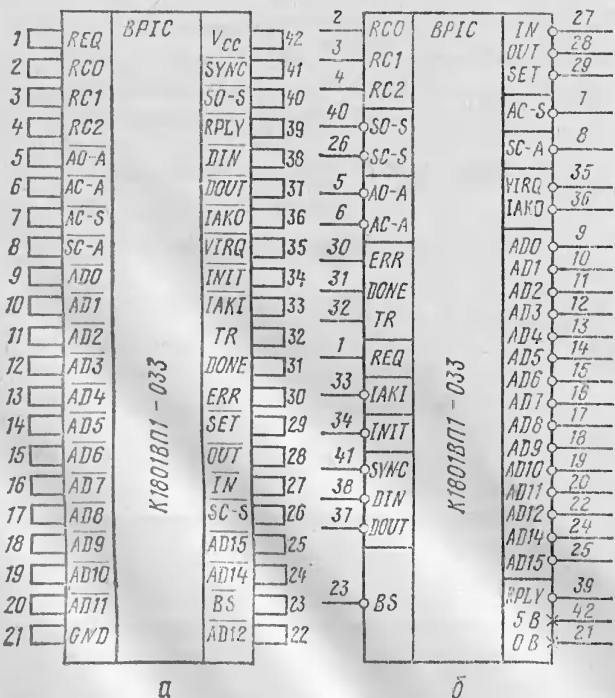 BPIC
1 REQ VCC 42
2 RC0 SYNC 41
3 RC1 SO-S 40
4 RC2 RPLY 39
5 AO-A DIN 38
6 AC-A DOUT 37
7 AC-S IAKO 36
8 SC-A VIRQ 35
9 AD0 INIT 34
10 AD1 IAKI 33
11 AD2 TR 32
12 AD3 DONE 31
13 AD4 ERR 30
14 AD5 SET 29
15 AD6 OUT 28
16 AD7 IN 27
17 AD8 SC-S 26
18 AD9 AD15 25
19 AD10 AD14 24
20 AD11 BS 23
21 GND AD12 22
К1801ВП1-033
а
BPIC
2 RC0
3 RC1
4 RC2
40 SO-S
26 SC-S
5 AO-A
6 AC-A
30 ERR
31 DONE
32 TR
1 REQ
33 IAKI
34 INIT
41 SYNC
38 DIN
37 DOUT
23 BS
К1801ВП1-033
IN 27
OUT 28
SET 29
AC-S 7
SC-A 8
VIRQ 35
IAKO 36
AD0 9
AD1 10
AD2 11
AD3 12
AD4 13
AD5 14
AD6 15
AD7 16
AD8 17
AD9 18
AD10 19
AD11 20
AD12 22
AD14 24
AD15 25
RPLY 39
5В 42
0В 21
б